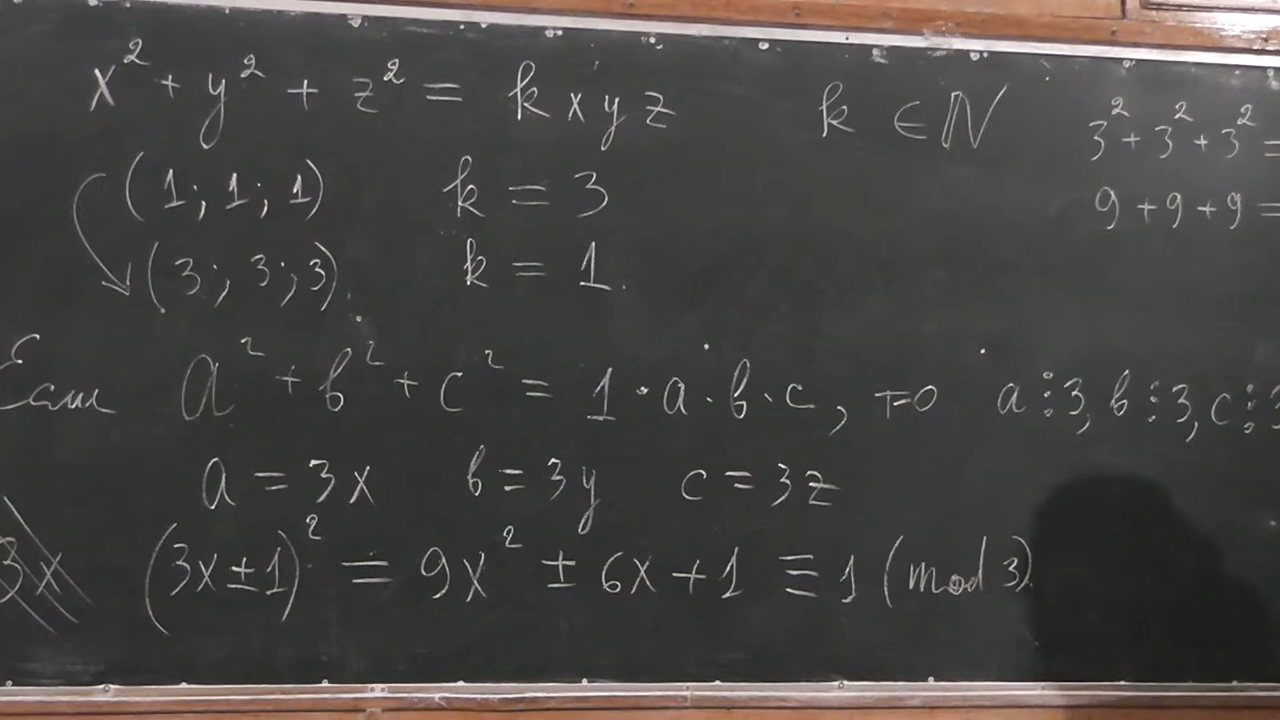 x² + y² + z² = k x y z k ∈ ℕ
3² + 3² + 3² =
(1; 1; 1) k = 3
9 + 9 + 9 =
(3; 3; 3) k = 1.
Если a² + b² + c² = 1 · a · b · c, то a⋮3, b⋮3, c⋮3
a = 3x b = 3y c = 3z
3x (3x ± 1)² = 9x² ± 6x + 1 ≡ 1 (mod 3)